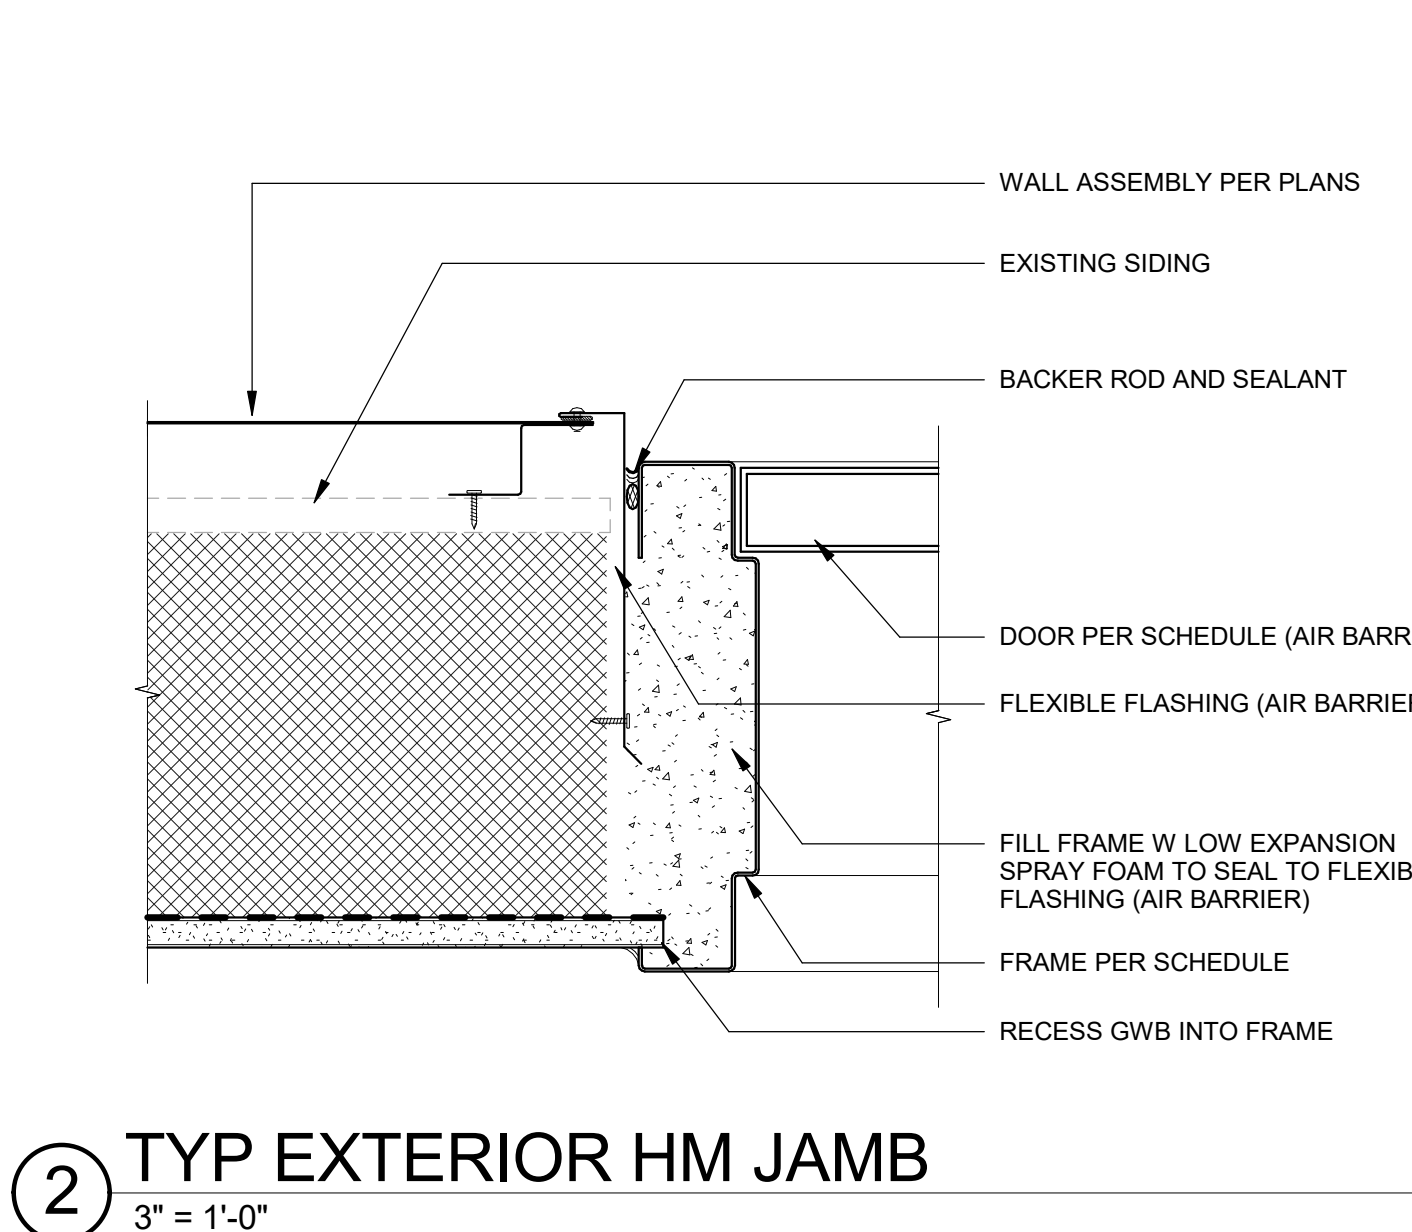 WALL ASSEMBLY PER PLANS
EXISTING SIDING
BACKER ROD AND SEALANT
DOOR PER SCHEDULE (AIR BARR
FLEXIBLE FLASHING (AIR BARRIER
FILL FRAME W LOW EXPANSION
SPRAY FOAM TO SEAL TO FLEXIB
FLASHING (AIR BARRIER)
FRAME PER SCHEDULE
RECESS GWB INTO FRAME
2
TYP EXTERIOR HM JAMB
3" = 1'-0"